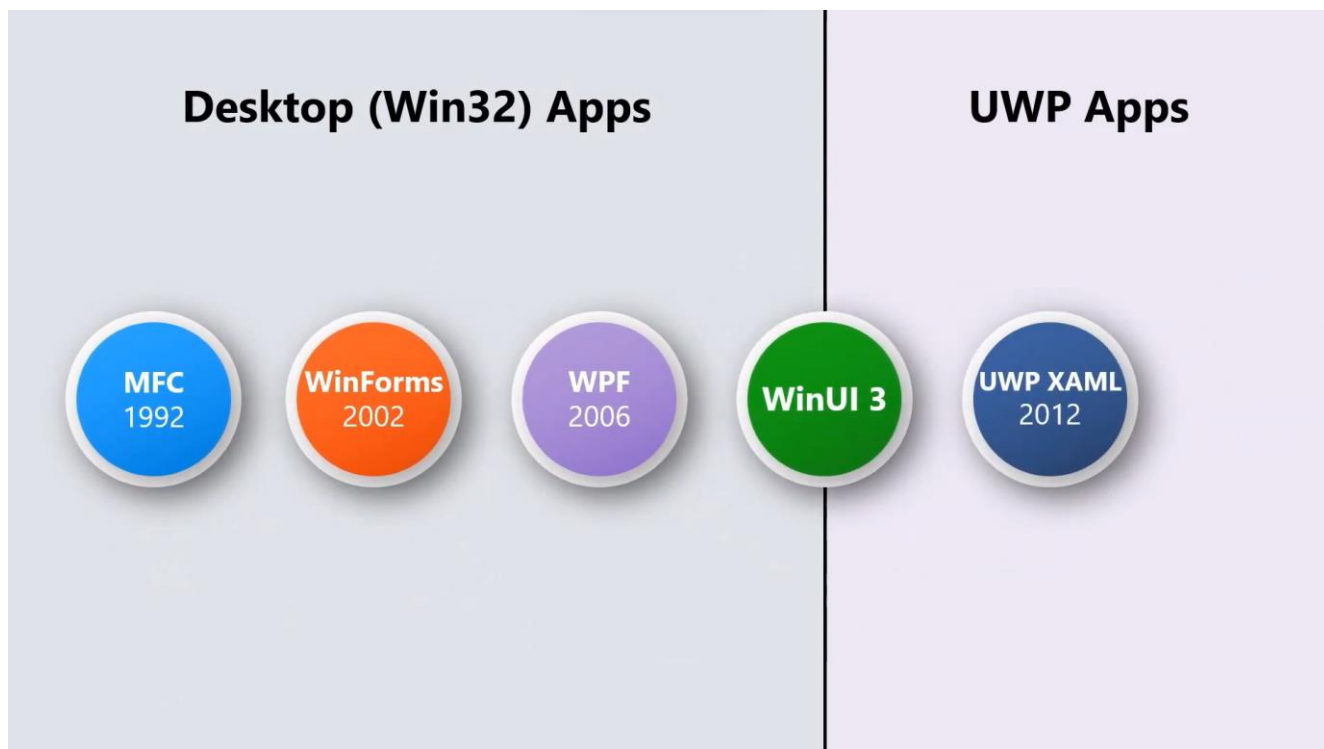 Desktop (Win32) Apps
UWP Apps
MFC
1992
WinForms
2002
WPF
2006
WinUI 3
UWP XAML
2012